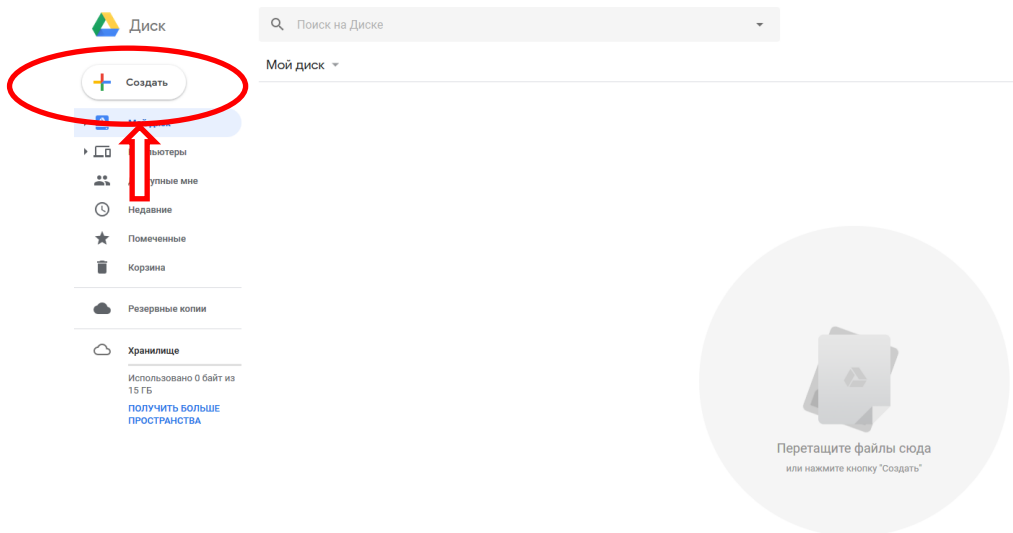 Диск
Поиск на Диске
Мой диск
Создать
Недавние
Помеченные
Корзина
Резервные копии
Хранилище
Использовано 0 байт из
15 ГБ
ПОЛУЧИТЬ БОЛЬШЕ
ПРОСТРАНСТВА
мне
Перетащите файлы сюда
или нажмите кнопку "Создать"